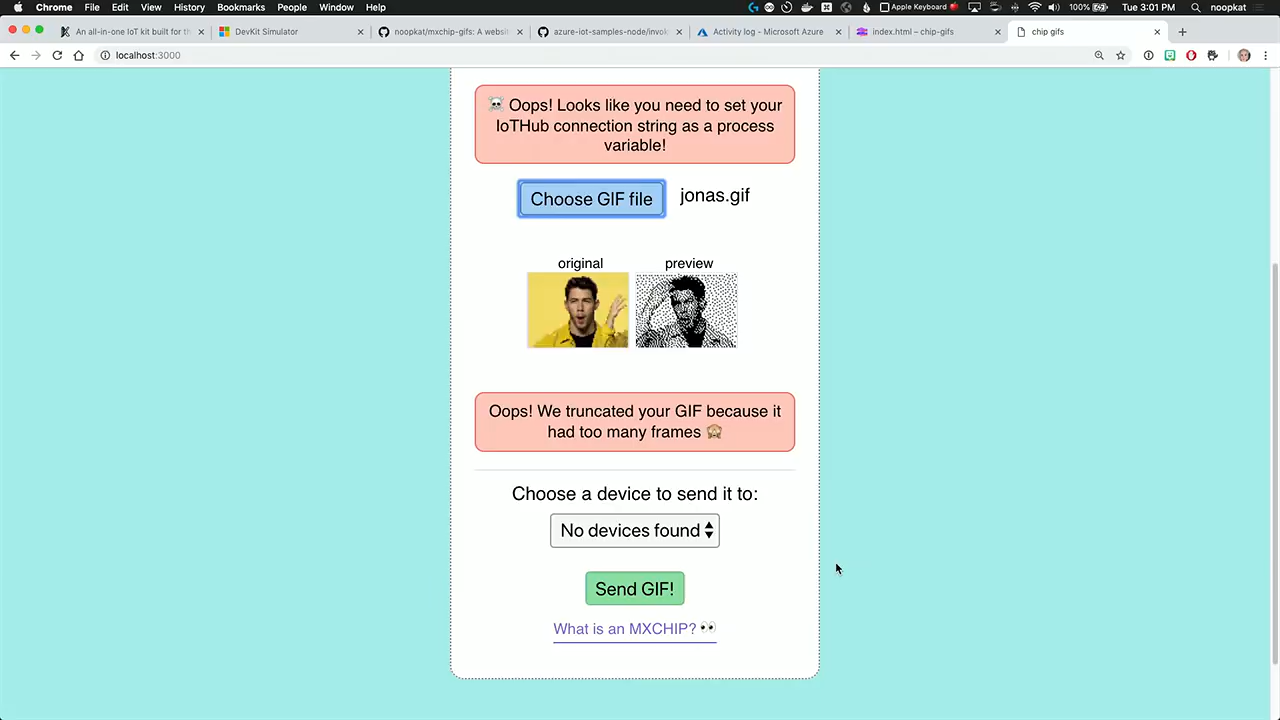 Chrome File Edit View History Bookmarks People Window Help Apple Keyboard 100% Tue 3:01 PM noopkat
An all-in-one IoT kit built for th DevKit Simulator noopkat/mxchip-gifs: A websi azure-iot-samples-node/invok Activity log - Microsoft Azure index.html – chip-gifs chip gifs
localhost:3000
☠️ Oops! Looks like you need to set your
IoTHub connection string as a process
variable!
Choose GIF file jonas.gif
original preview
Oops! We truncated your GIF because it
had too many frames 🙈
Choose a device to send it to:
No devices found
Send GIF!
What is an MXCHIP? 👀